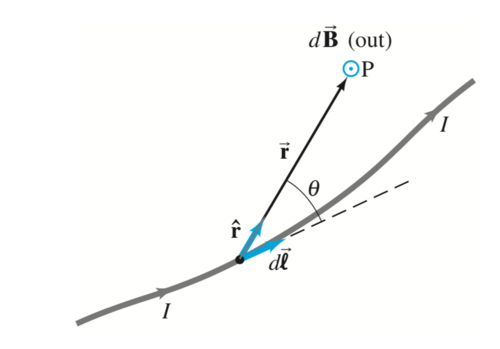 dB⃗ (out)
P
I
r⃗
θ
r̂
dℓ⃗
I